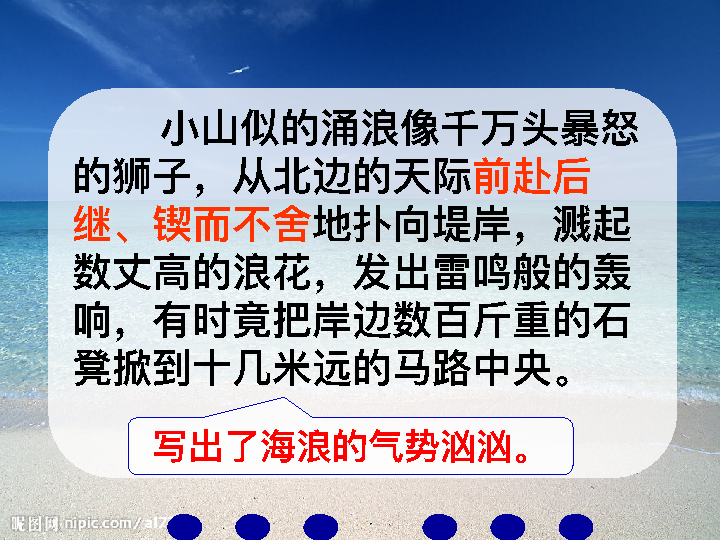 小山似的涌浪像千万头暴怒
的狮子，从北边的天际前赴后
继、锲而不舍地扑向堤岸，溅起
数丈高的浪花，发出雷鸣般的轰
响，有时竟把岸边数百斤重的石
凳掀到十几米远的马路中央。
写出了海浪的气势汹汹。
昵图网 nipic.com/al7